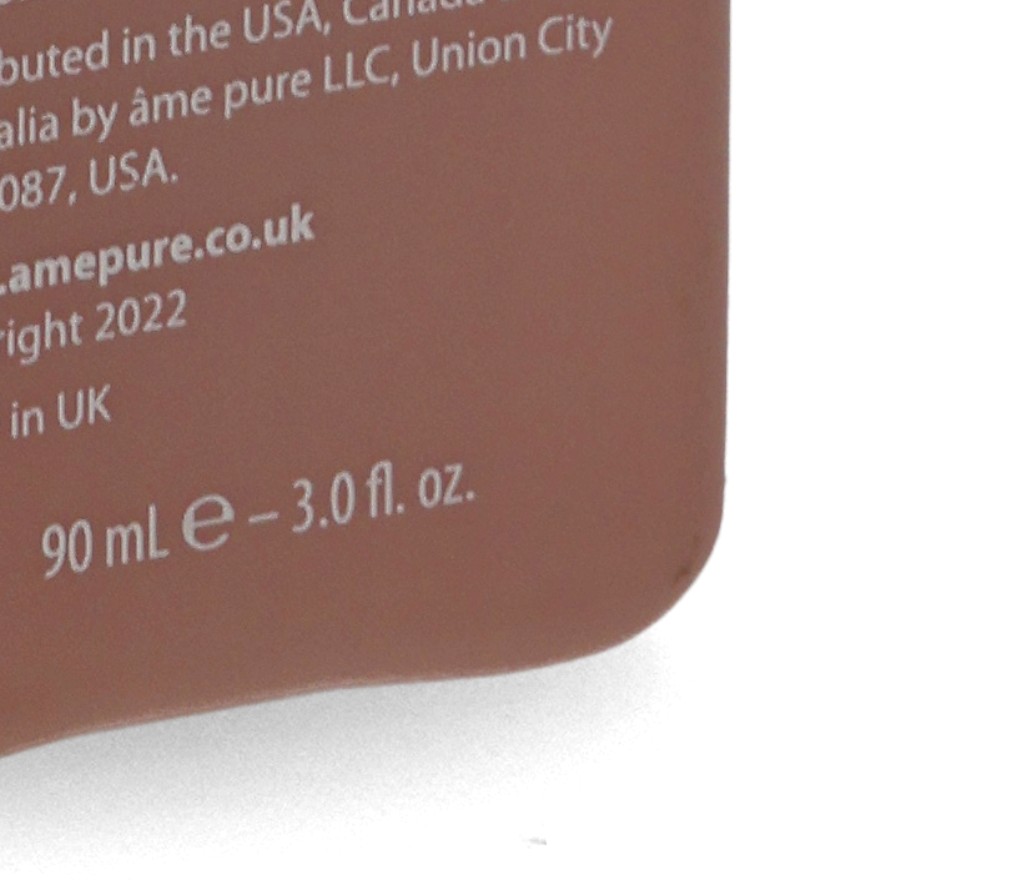 buted in the USA, Canada
alia by âme pure LLC, Union City
087, USA.
.amepure.co.uk
right 2022
in UK
90 mL e – 3.0 fl. oz.